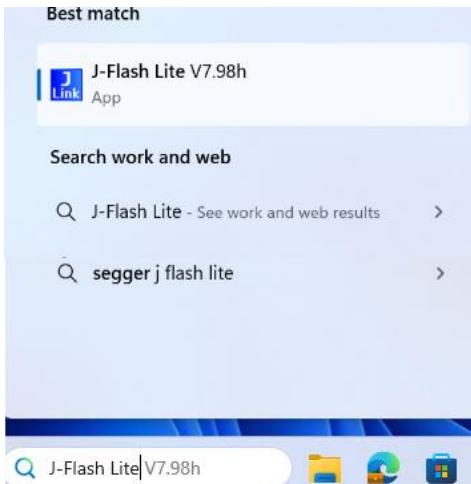 Best match
J-Flash Lite V7.98h
J
Link
App
Search work and web
J-Flash Lite - See work and web results
segger j flash lite
J-Flash Lite V7.98h